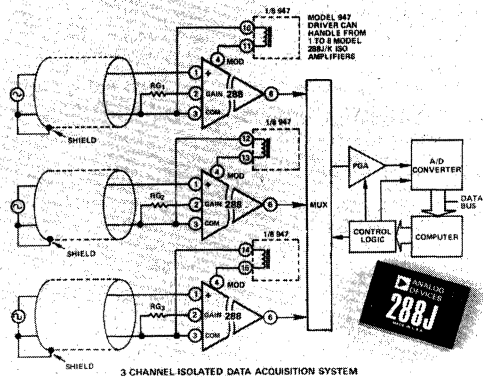 1/8 947
10
11
4
MOD
MODEL 947
DRIVER CAN
HANDLE FROM
1 TO 8 MODEL
288J/K ISO
AMPLIFIERS
1
+
RG1
2
GAIN
288
6
3
COM
SHIELD
1/8 947
12
13
4
MOD
1
+
RG2
2
GAIN
288
6
3
COM
SHIELD
MUX
PGA
A/D
CONVERTER
DATA
BUS
CONTROL
LOGIC
COMPUTER
1/8 947
14
15
4
MOD
1
+
RG3
2
GAIN
288
6
3
COM
SHIELD
ANALOG
DEVICES
288J
MADE IN U.S.A.
3 CHANNEL ISOLATED DATA ACQUISITION SYSTEM